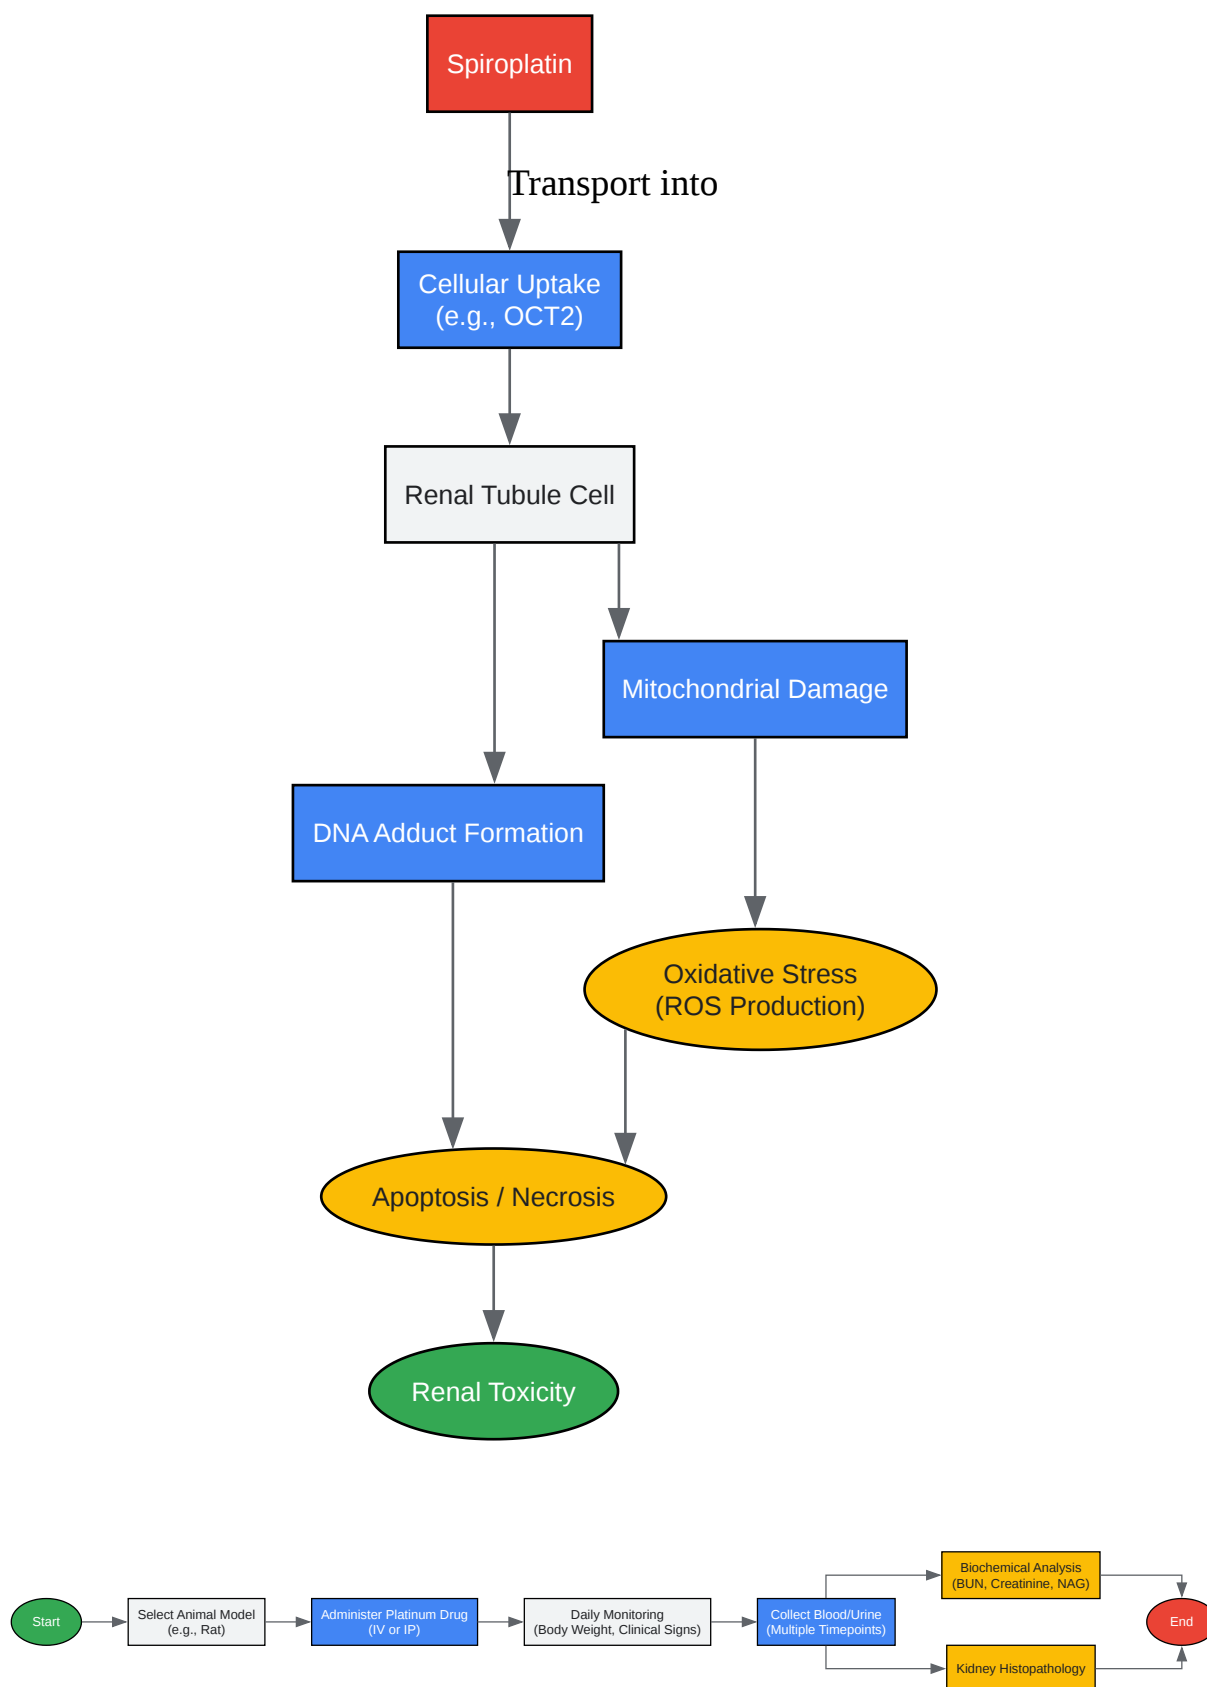 Spiroplatin
Transport into
Cellular Uptake
(e.g., OCT2)
Renal Tubule Cell
Mitochondrial Damage
DNA Adduct Formation
Oxidative Stress
(ROS Production)
Apoptosis / Necrosis
Renal Toxicity
Start
Select Animal Model
(e.g., Rat)
Administer Platinum Drug
(IV or IP)
Daily Monitoring
(Body Weight, Clinical Signs)
Collect Blood/Urine
(Multiple Timepoints)
Biochemical Analysis
(BUN, Creatinine, NAG)
Kidney Histopathology
End